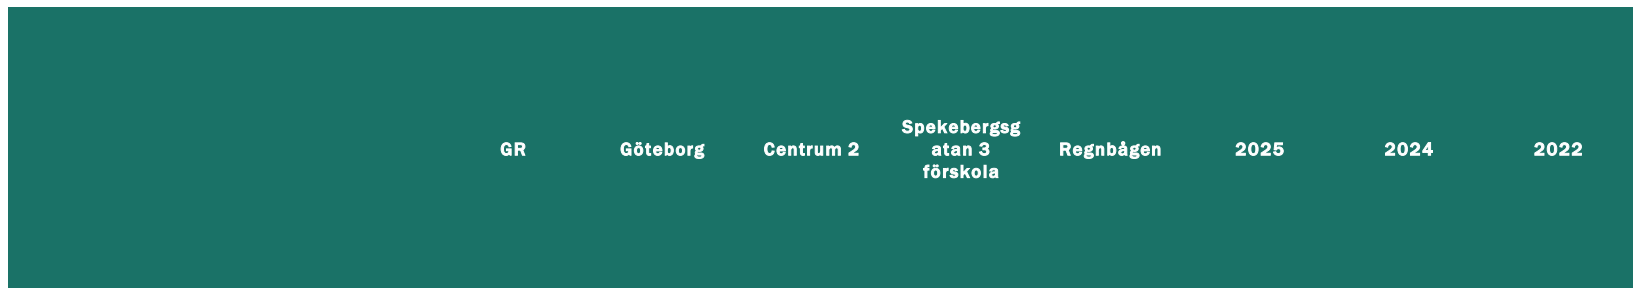 GR
Göteborg
Centrum 2
Spekebergsg
atan 3
förskola
Regnbågen
2025
2024
2022